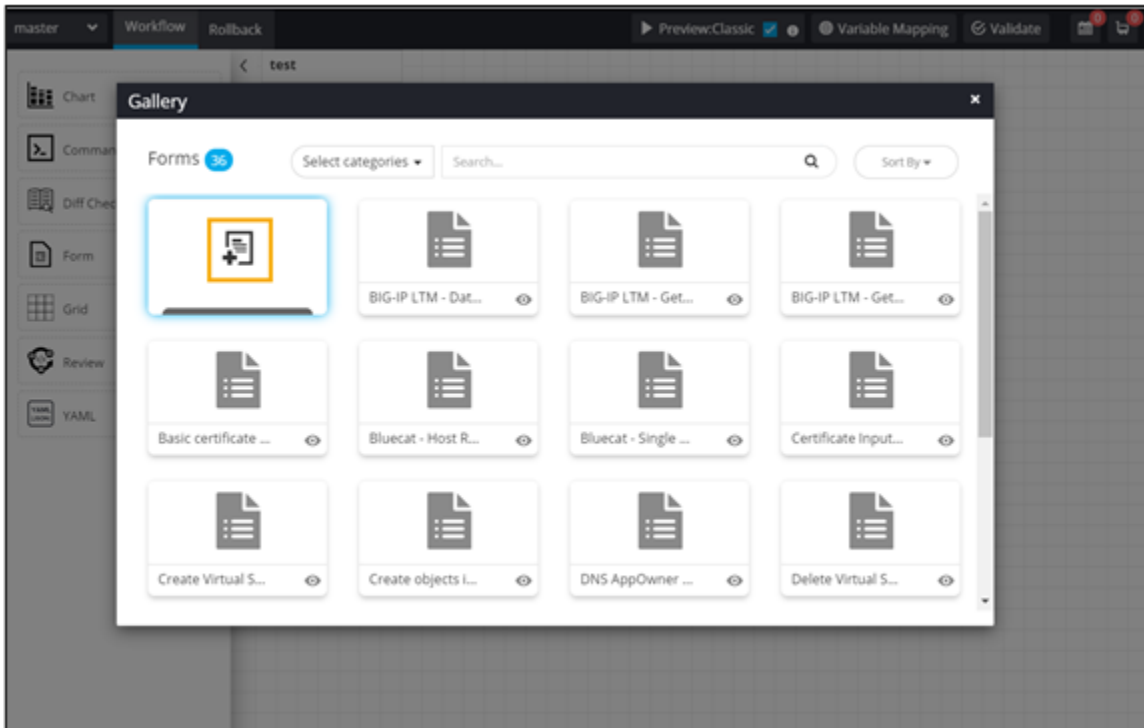 master Workflow Rollback Preview:Classic Variable Mapping Validate 0 0
test
Chart
Comman
Diff Chec
Form
Grid
Review
YAML
Gallery
Forms 36 Select categories Search... Sort By
BIG-IP LTM - Dat... BIG-IP LTM - Get... BIG-IP LTM - Get...
Basic certificate ... Bluecat - Host R... Bluecat - Single ... Certificate Input...
Create Virtual S... Create objects i... DNS AppOwner ... Delete Virtual S...